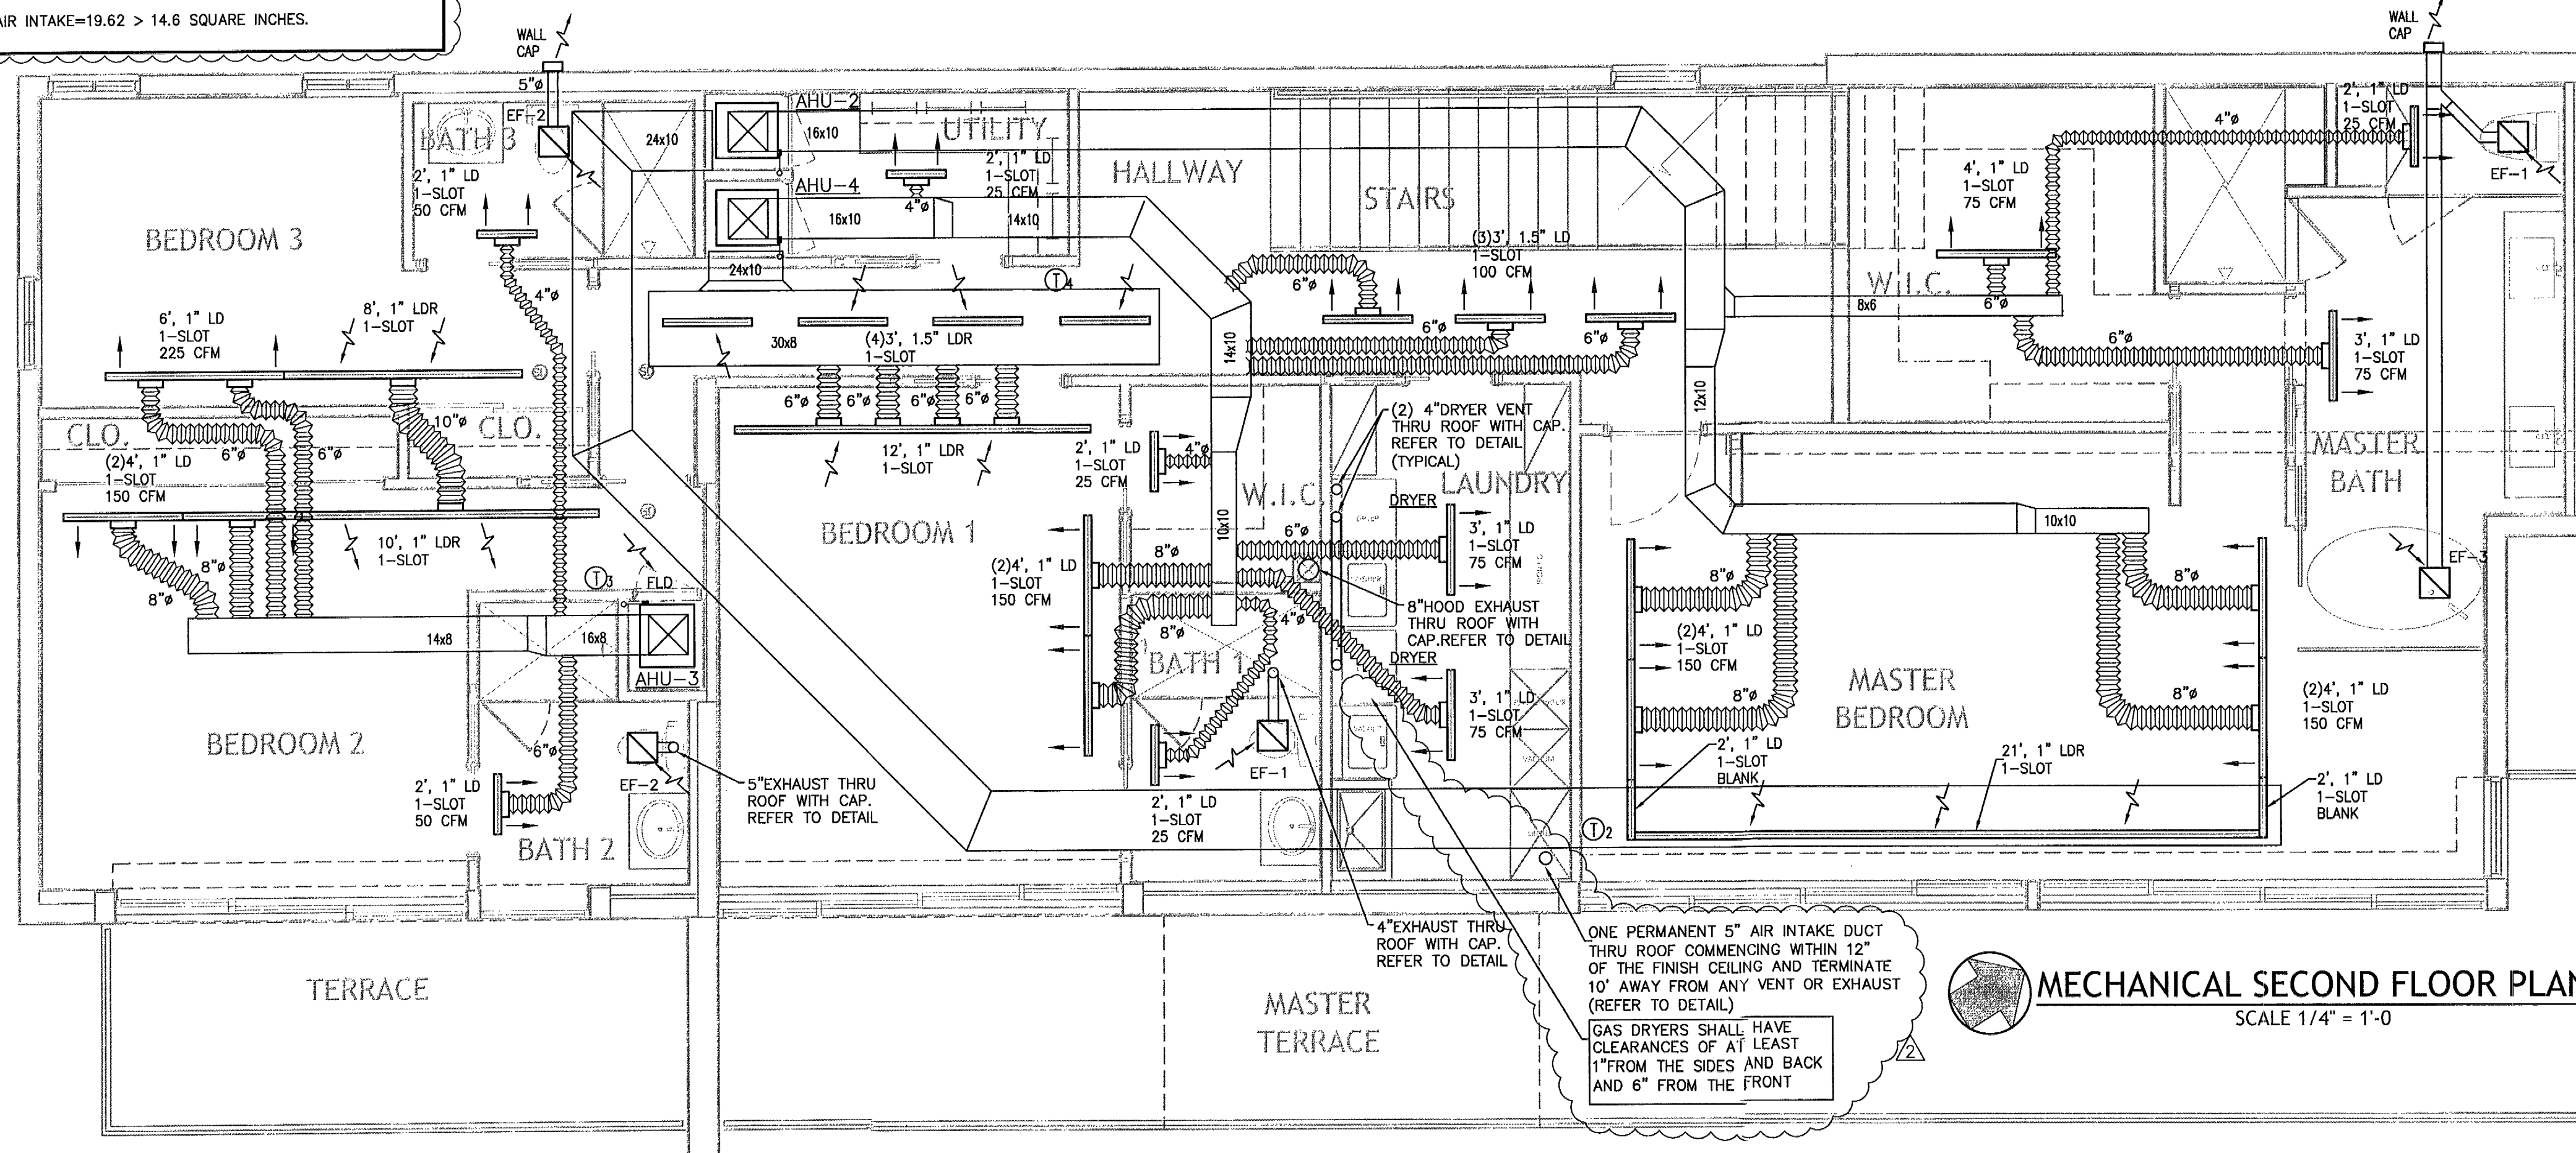 AIR INTAKE=19.62 > 14.6 SQUARE INCHES.
WALL
CAP
WALL
CAP
5"ø
EF-2
BATH 3
24x10
AHU-2
16x10
UTILITY
2', 1" LD
1-SLOT
25 CFM
4"ø
AHU-4
16x10
14x10
HALLWAY
STAIRS
4"ø
2', 1" LD
1-SLOT
25 CFM
EF-1
4', 1" LD
1-SLOT
75 CFM
2', 1" LD
1-SLOT
50 CFM
BEDROOM 3
4"ø
24x10
T4
6"ø
(3)3', 1.5" LD
1-SLOT
100 CFM
W.I.C.
8x6
6"ø
6', 1" LD
1-SLOT
225 CFM
8', 1" LDR
1-SLOT
30x8
(4)3', 1.5" LDR
1-SLOT
14x10
6"ø
6"ø
6"ø
3', 1" LD
1-SLOT
75 CFM
SD
SD
6"ø
6"ø
6"ø
6"ø
12x10
CLO.
10"ø
CLO.
6"ø
6"ø
(2)4', 1" LD
1-SLOT
150 CFM
12', 1" LDR
1-SLOT
2', 1" LD
1-SLOT
25 CFM
4"ø
(2) 4"DRYER VENT
THRU ROOF WITH CAP.
REFER TO DETAIL
(TYPICAL)
MASTER
BATH
W.I.C.
LAUNDRY
DRYER
SD
BEDROOM 1
10x10
6"ø
3', 1" LD
1-SLOT
75 CFM
10x10
10', 1" LDR
1-SLOT
8"ø
8"ø
(2)4', 1" LD
1-SLOT
150 CFM
8"ø
8"ø
8"ø
EF-3
T3
FLD
8"HOOD EXHAUST
THRU ROOF WITH
CAP.REFER TO DETAIL
14x8
16x8
8"ø
4"ø
BATH 1
DRYER
(2)4', 1" LD
1-SLOT
150 CFM
AHU-3
3', 1" LD
1-SLOT
75 CFM
8"ø
MASTER
BEDROOM
8"ø
(2)4', 1" LD
1-SLOT
150 CFM
BEDROOM 2
6"ø
EF-2
EF-1
VACUUM
2', 1" LD
1-SLOT
BLANK
21', 1" LDR
1-SLOT
2', 1" LD
1-SLOT
BLANK
2', 1" LD
1-SLOT
50 CFM
5"EXHAUST THRU
ROOF WITH CAP.
REFER TO DETAIL
2', 1" LD
1-SLOT
25 CFM
T2
BATH 2
4"EXHAUST THRU
ROOF WITH CAP.
REFER TO DETAIL
ONE PERMANENT 5" AIR INTAKE DUCT
THRU ROOF COMMENCING WITHIN 12"
OF THE FINISH CEILING AND TERMINATE
10' AWAY FROM ANY VENT OR EXHAUST
(REFER TO DETAIL)
GAS DRYERS SHALL HAVE
CLEARANCES OF AT LEAST
1"FROM THE SIDES AND BACK
AND 6" FROM THE FRONT
2
TERRACE
MASTER
TERRACE
MECHANICAL SECOND FLOOR PLAN
SCALE 1/4" = 1'-0